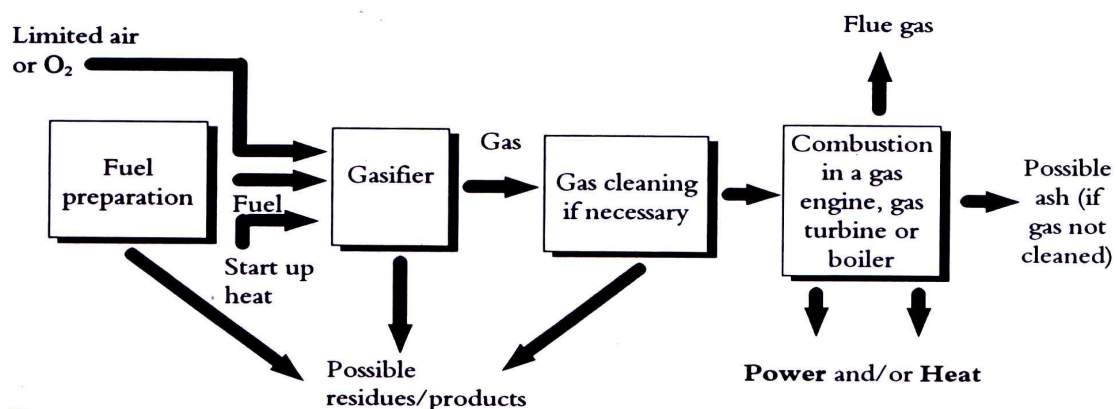 Limited air
or O₂
Flue gas
Fuel
preparation
Fuel
Start up
heat
Gasifier
Gas
Gas cleaning
if necessary
Combustion
in a gas
engine, gas
turbine or
boiler
Possible
ash (if
gas not
cleaned)
Possible
residues/products
Power and/or Heat